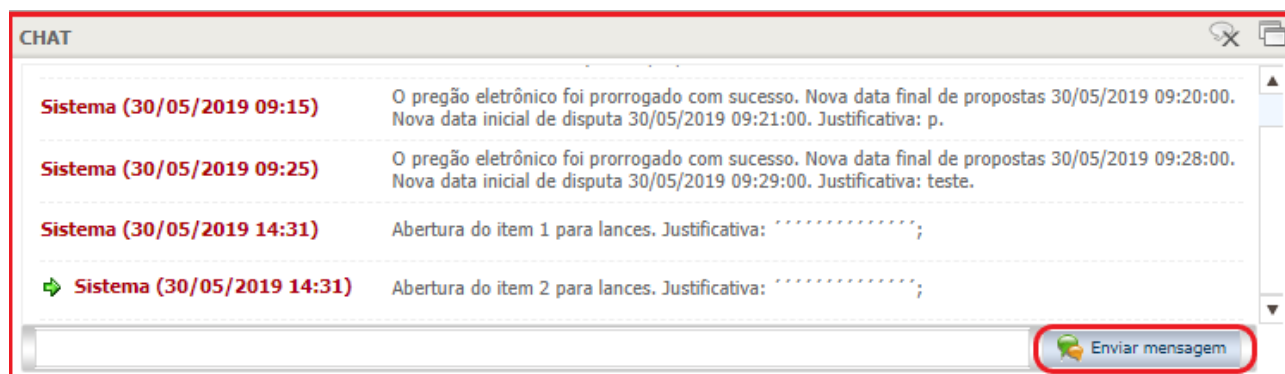 CHAT
Sistema (30/05/2019 09:15)
O pregão eletrônico foi prorrogado com sucesso. Nova data final de propostas 30/05/2019 09:20:00.
Nova data inicial de disputa 30/05/2019 09:21:00. Justificativa: p.
Sistema (30/05/2019 09:25)
O pregão eletrônico foi prorrogado com sucesso. Nova data final de propostas 30/05/2019 09:28:00.
Nova data inicial de disputa 30/05/2019 09:29:00. Justificativa: teste.
Sistema (30/05/2019 14:31)
Abertura do item 1 para lances. Justificativa: ´´´´´´´´´´´´´´;
Sistema (30/05/2019 14:31)
Abertura do item 2 para lances. Justificativa: ´´´´´´´´´´´´´´;
Enviar mensagem